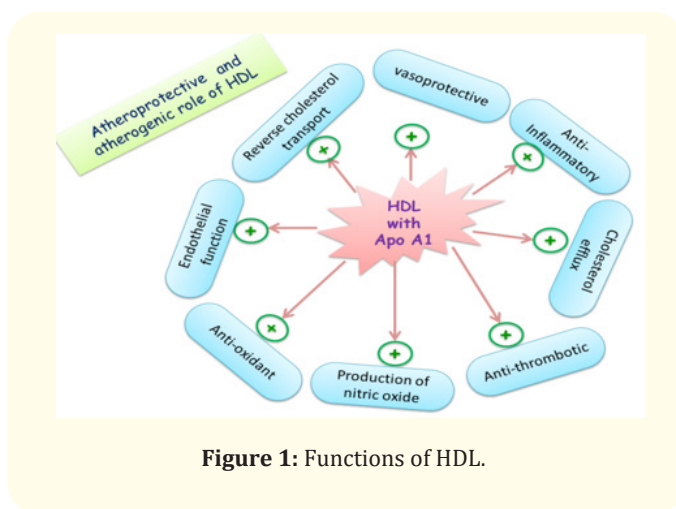 Atheroprotective and
atherogenic role of HDL
Reverse cholesterol
transport
vasoprotective
Anti-
Inflammatory
Cholesterol
efflux
Anti-thrombotic
Production of
nitric oxide
Anti-oxidant
Endothelial
function
HDL
with
Apo A1
+
+
+
+
+
+
+
+
Figure 1: Functions of HDL.